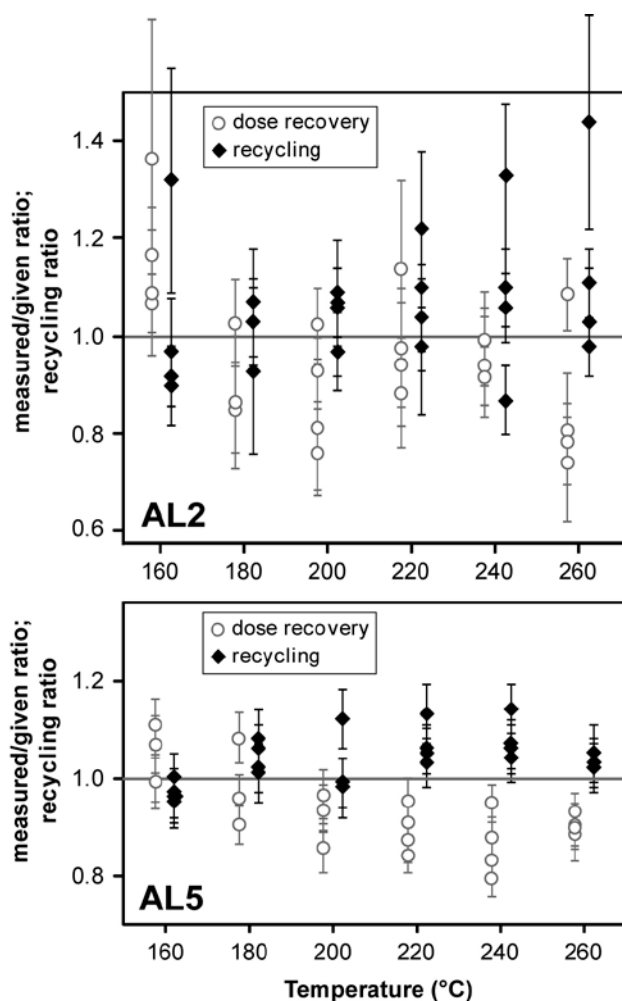 measured/given ratio;
recycling ratio
1.4
1.2
1.0
0.8
0.6
dose recovery
recycling
AL2
160 180 200 220 240 260
measured/given ratio;
recycling ratio
1.2
1.0
0.8
dose recovery
recycling
AL5
160 180 200 220 240 260
Temperature (°C)